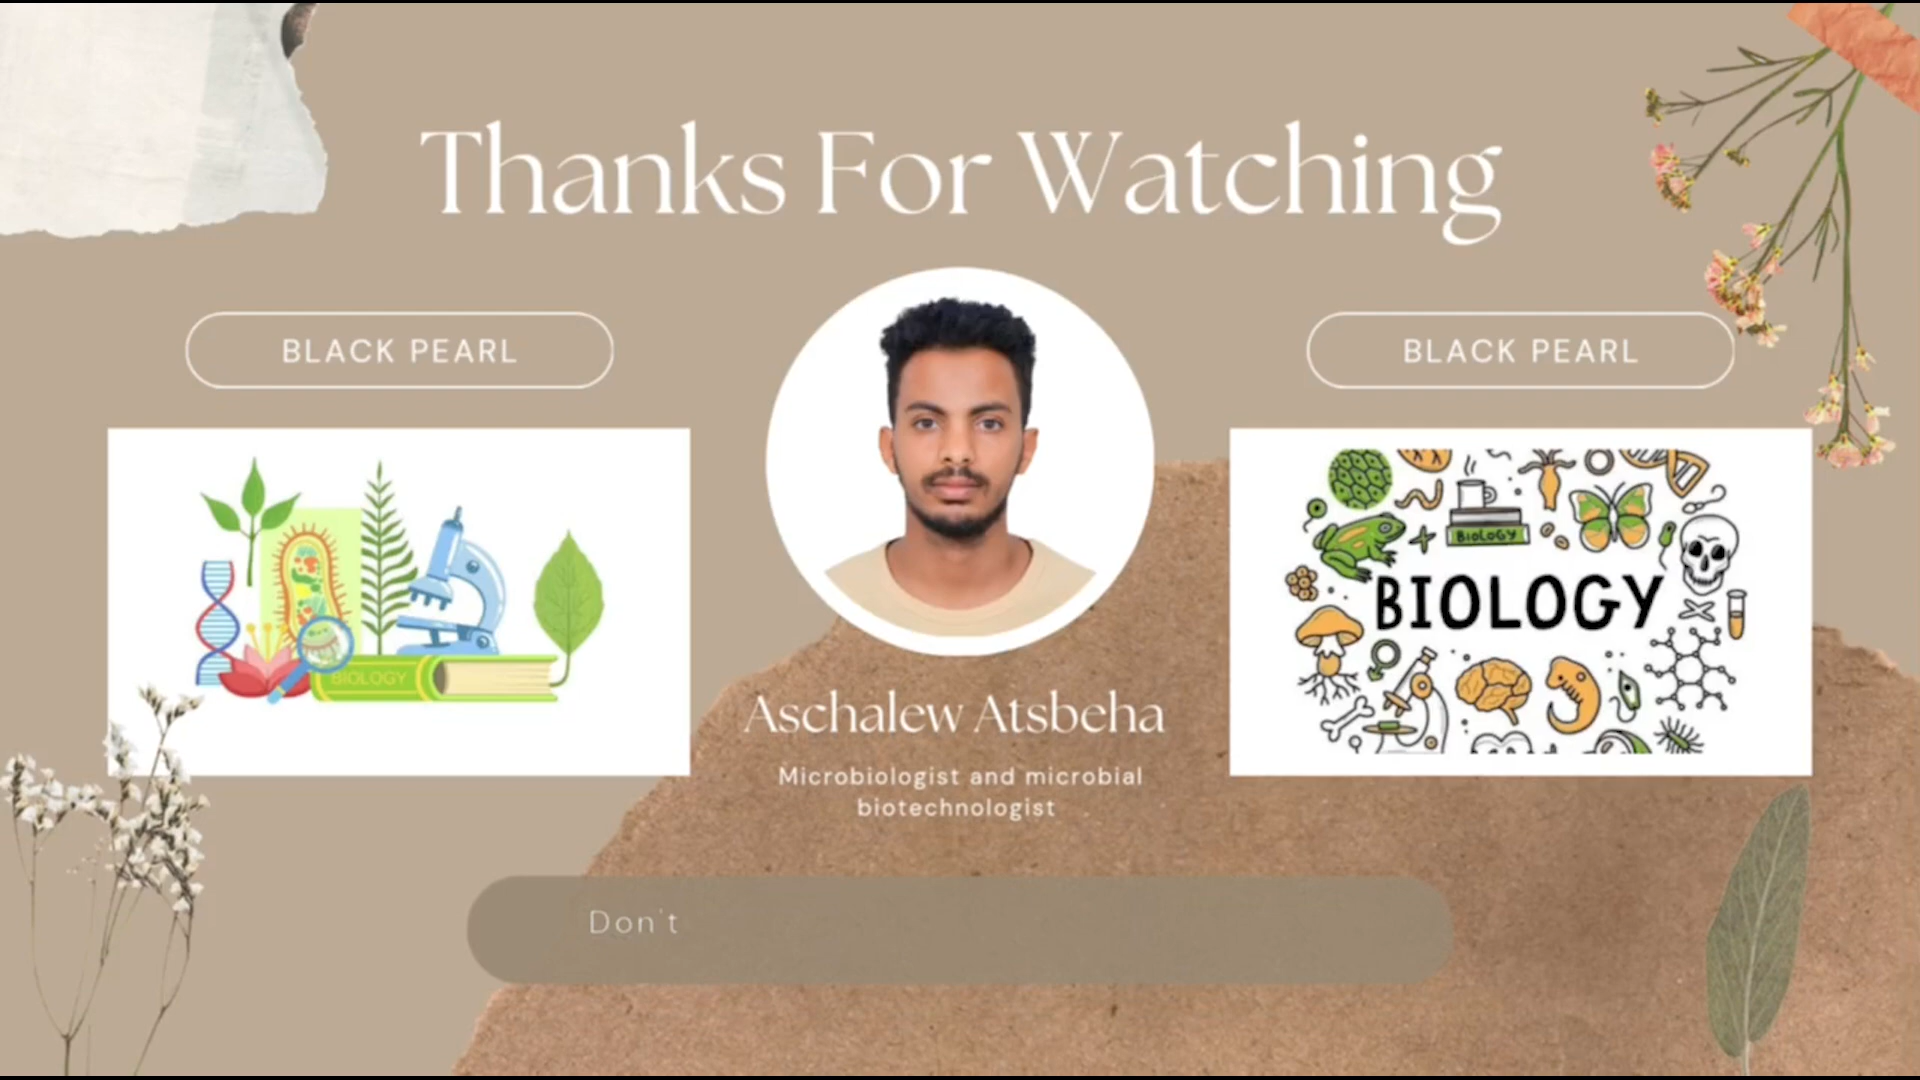 Thanks For Watching
BLACK PEARL
BLACK PEARL
BIOLOGY
BIOLOGY
BIOLOGY
Aschalew Atsbeha
Microbiologist and microbial
biotechnologist
Don't